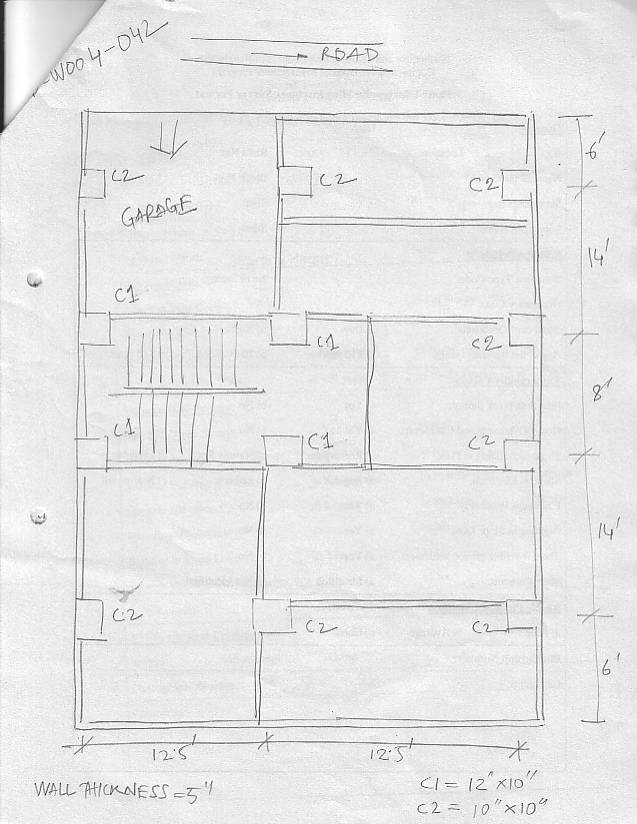 W004-042
→ ROAD
6'
C2 C2 C2
GARAGE
14'
C1
C1 C2
8'
C1 C1 C2
14'
C2 C2 C2
6'
12.5' 12.5'
WALL THICKNESS = 5"
C1 = 12" x 10"
C2 = 10" x 10"